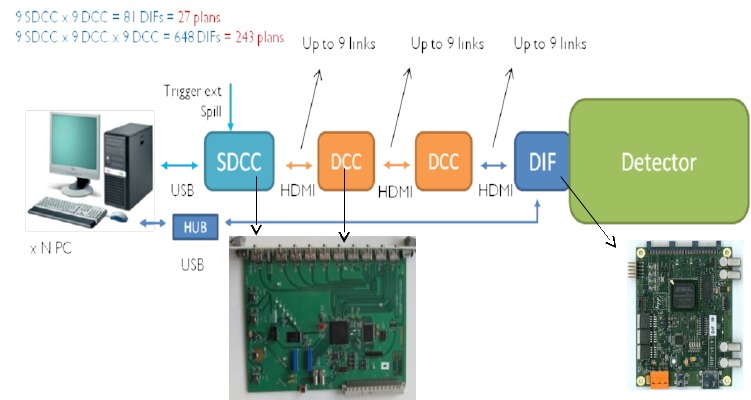 9 SDCC x 9 DCC = 81 DIFs = 27 plans
9 SDCC x 9 DCC x 9 DCC = 648 DIFs = 243 plans
Up to 9 links
Up to 9 links
Up to 9 links
Trigger ext
Spill
SDCC
DCC
DCC
DIF
Detector
USB
HDMI
HDMI
HDMI
HUB
x N PC
USB